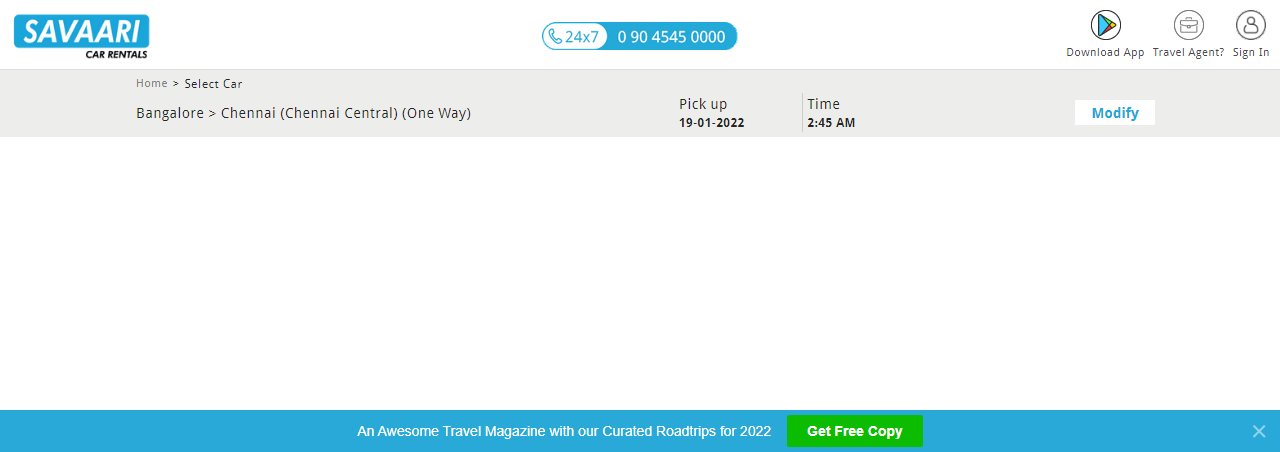 SAVAARI
CAR RENTALS
24x7 0 90 4545 0000
Download App Travel Agent? Sign In
Home > Select Car
Bangalore > Chennai (Chennai Central) (One Way)
Pick up
19-01-2022
Time
2:45 AM
Modify
An Awesome Travel Magazine with our Curated Roadtrips for 2022 Get Free Copy